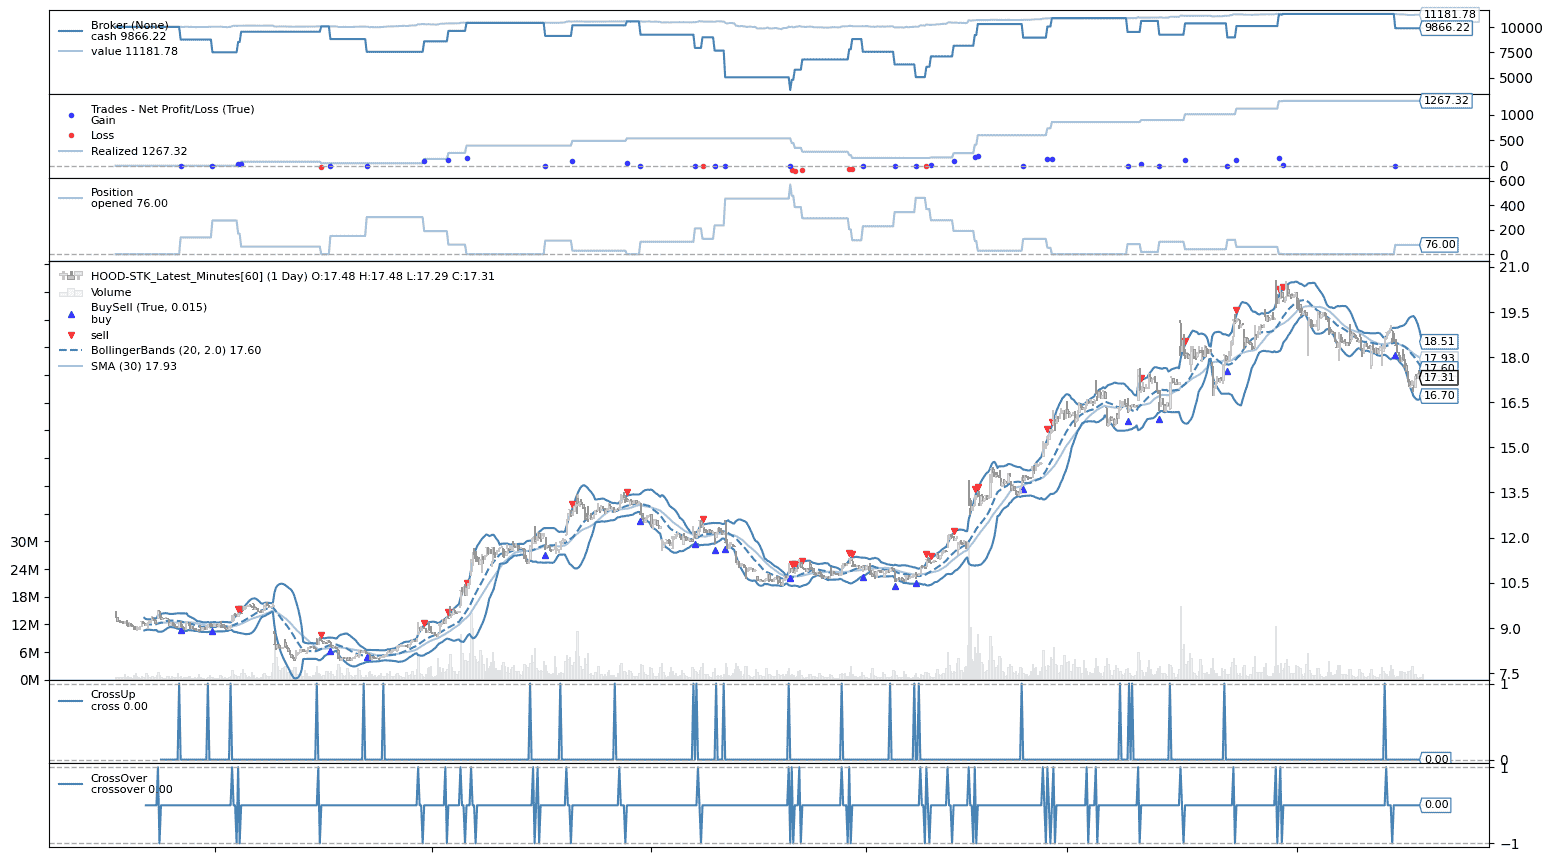 Broker (None)
cash 9866.22
value 11181.78
11181.78
9866.22
10000
7500
5000
Trades - Net Profit/Loss (True)
Gain
Loss
Realized 1267.32
1267.32
1000
500
0
Position
opened 76.00
600
400
200
0
76.00
HOOD-STK_Latest_Minutes[60] (1 Day) O:17.48 H:17.48 L:17.29 C:17.31
Volume
BuySell (True, 0.015)
buy
sell
BollingerBands (20, 2.0) 17.60
SMA (30) 17.93
21.0
19.5
18.0
16.5
15.0
13.5
12.0
10.5
9.0
7.5
18.51
17.93
17.60
17.31
16.70
30M
24M
18M
12M
6M
0M
CrossUp
cross 0.00
1
0
0.00
CrossOver
crossover 0.00
1
0.00
−1